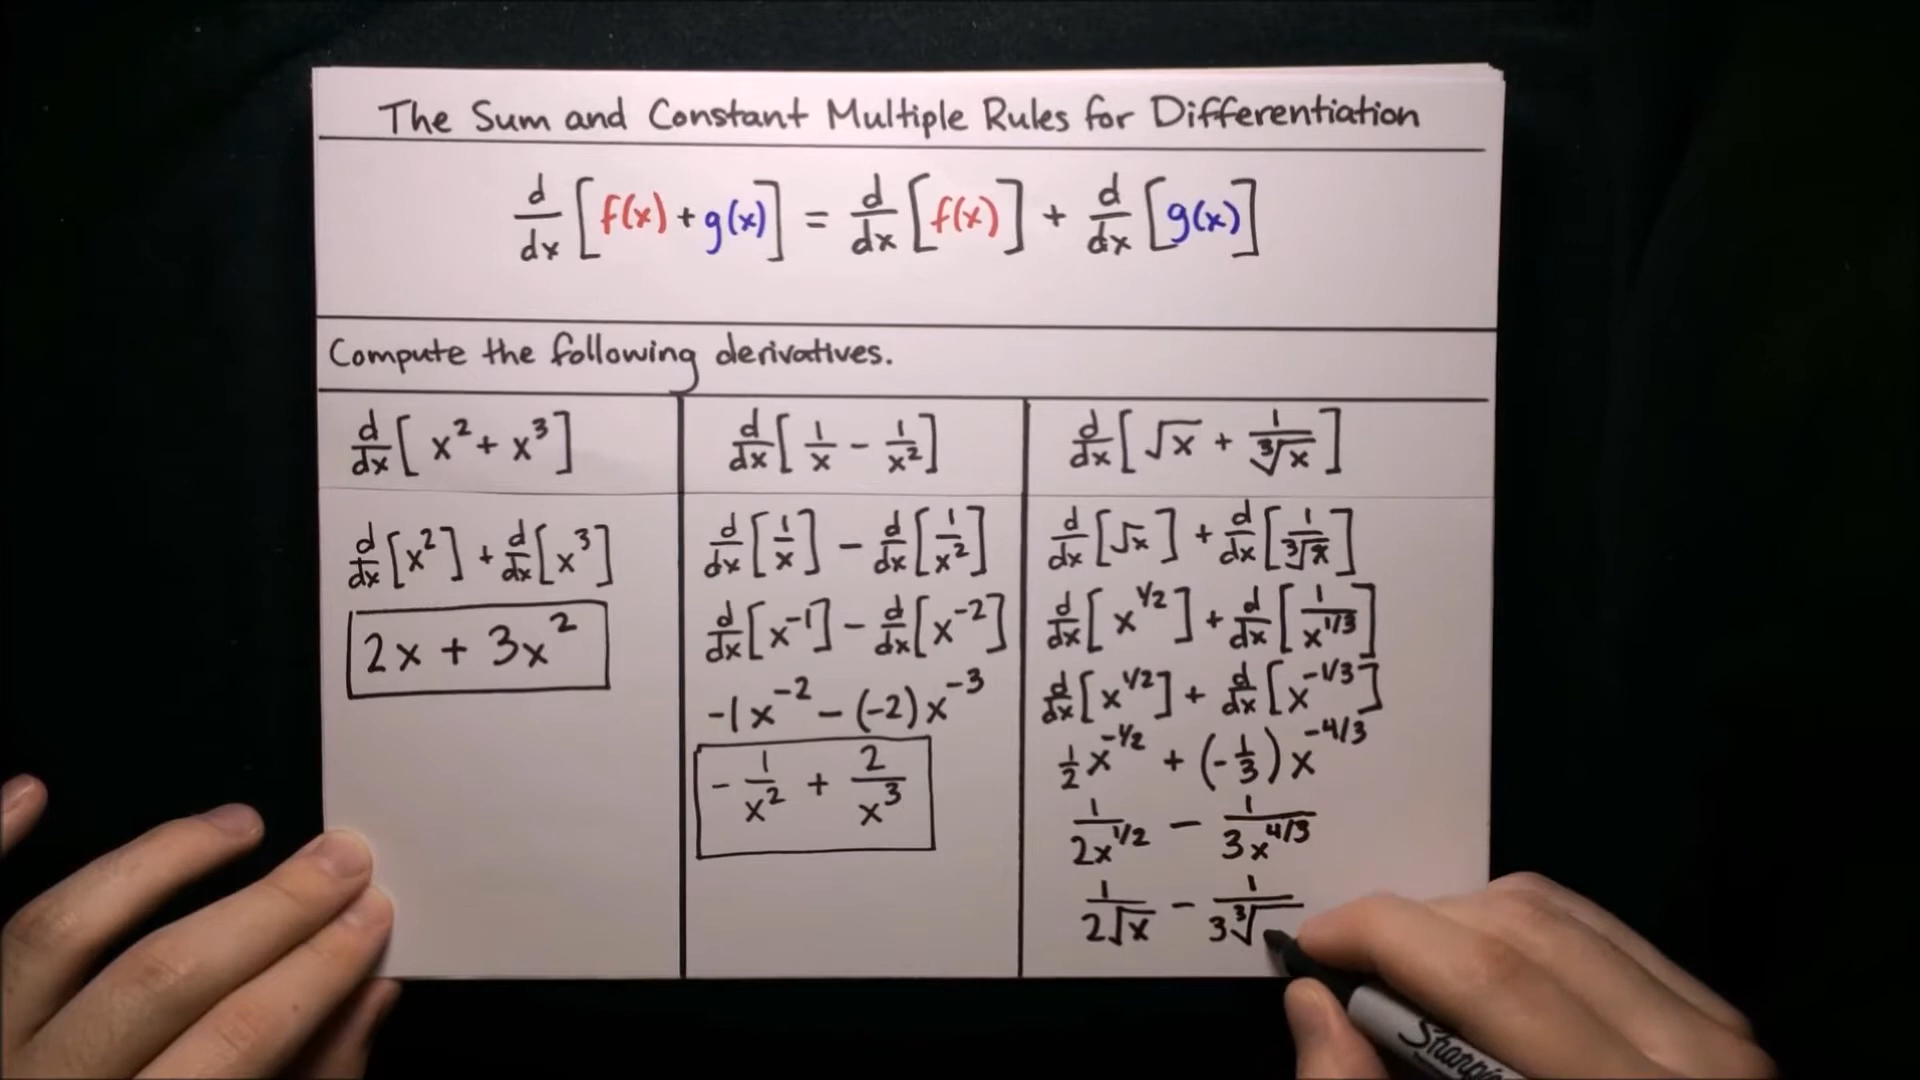 The Sum and Constant Multiple Rules for Differentiation
d/dx [f(x) + g(x)] = d/dx [f(x)] + d/dx [g(x)]
Compute the following derivatives.
d/dx [x² + x³]
d/dx [x²] + d/dx [x³]
2x + 3x²
d/dx [1/x - 1/x²]
d/dx [1/x] - d/dx [1/x²]
d/dx [x⁻¹] - d/dx [x⁻²]
-1x⁻² - (-2)x⁻³
-1/x² + 2/x³
d/dx [√x + 1/∛x]
d/dx [√x] + d/dx [1/∛x]
d/dx [x^1/2] + d/dx [1/x^1/3]
d/dx [x^1/2] + d/dx [x^-1/3]
1/2 x^-1/2 + (-1/3) x^-4/3
1/2x^1/2 - 1/3x^4/3
1/2√x - 1/3∛
Sharpie